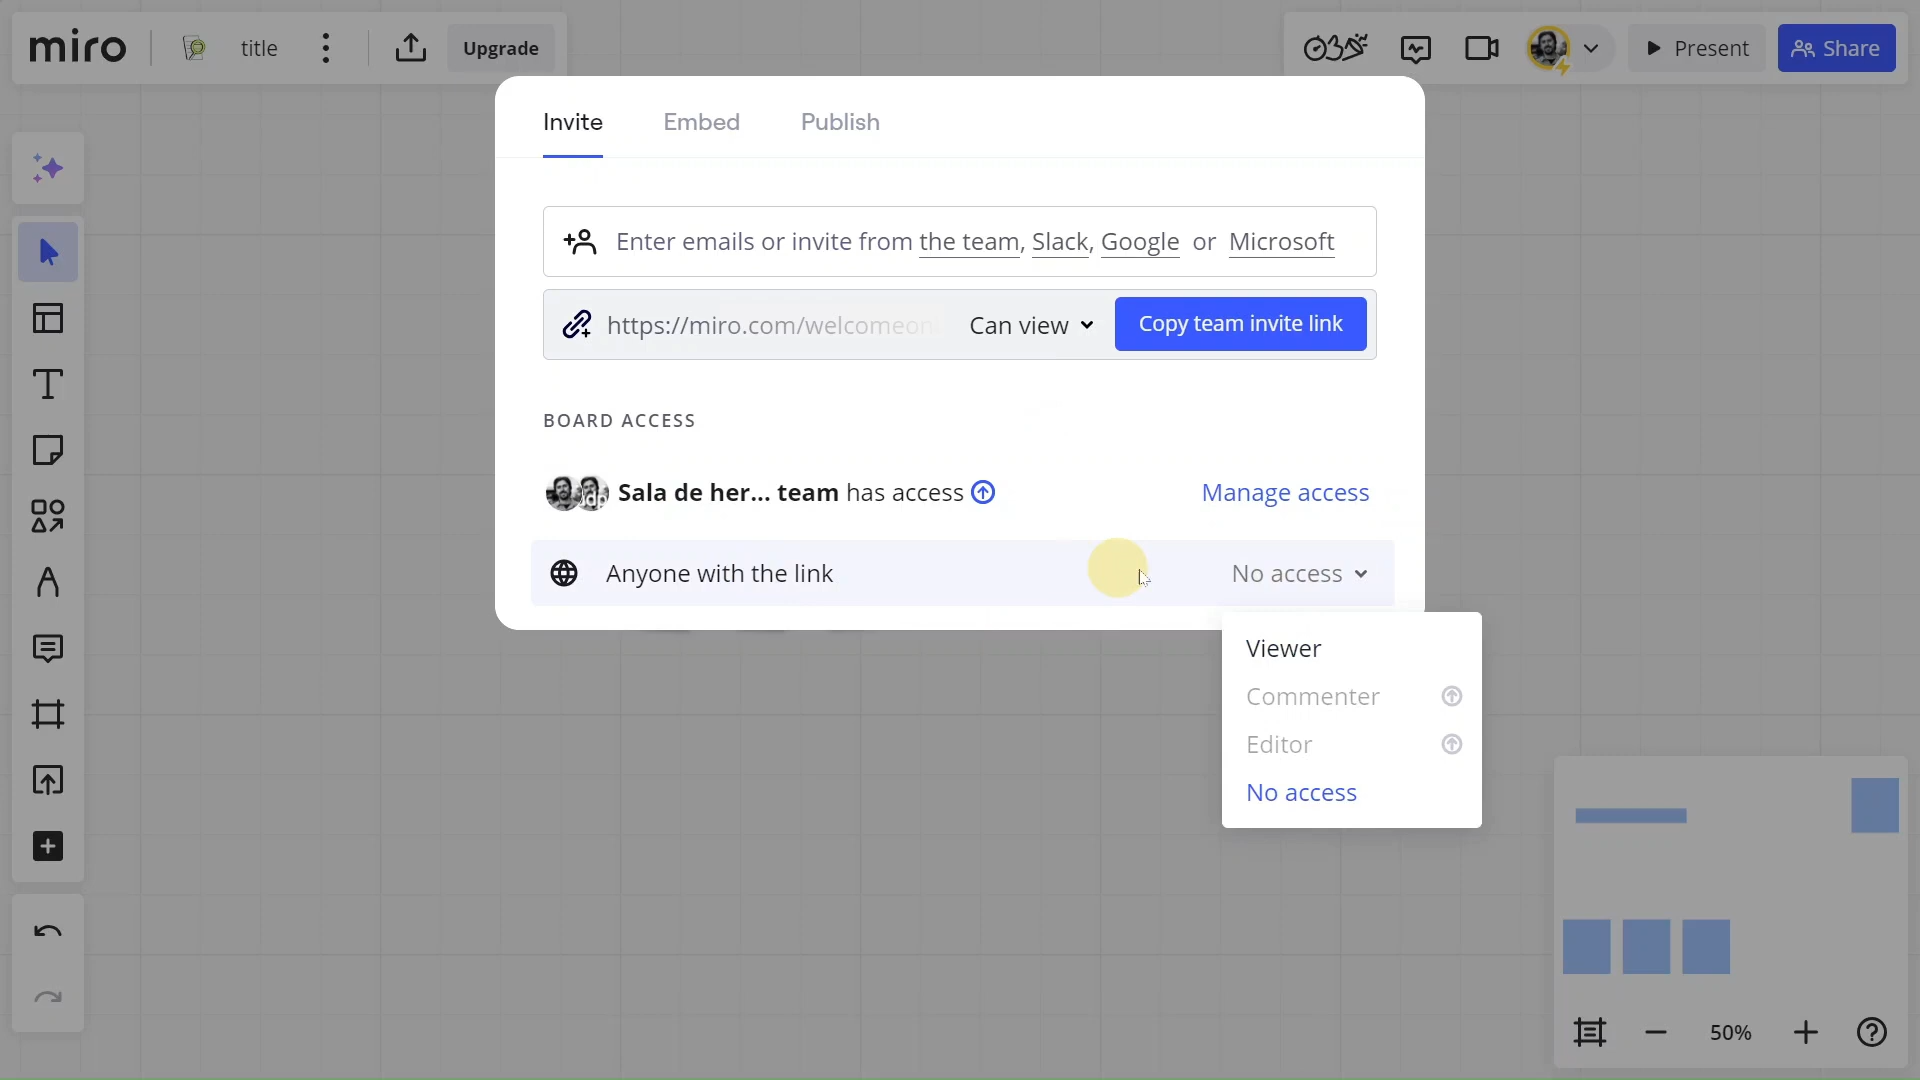 miro
title
Upgrade
Present
Share
Invite
Embed
Publish
Enter emails or invite from the team, Slack, Google or Microsoft
https://miro.com/welcomeon
Can view
Copy team invite link
BOARD ACCESS
Sala de her... team has access
Manage access
Anyone with the link
No access
Viewer
Commenter
Editor
No access
50%